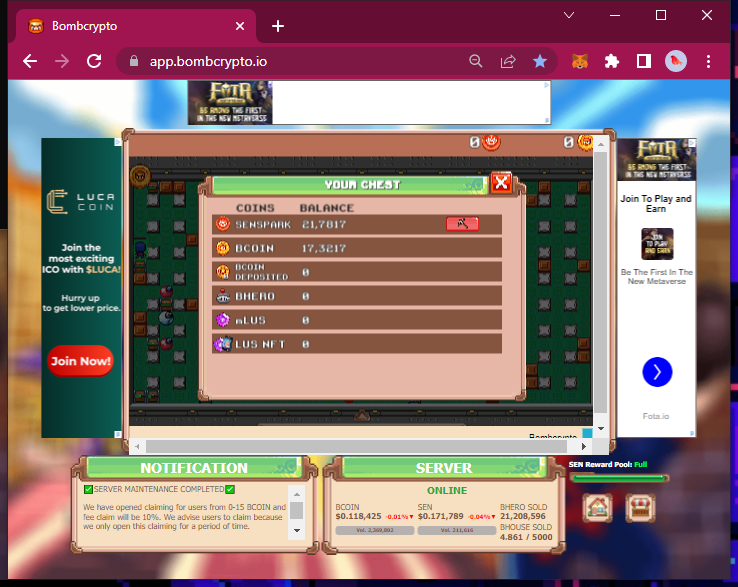 Bombcrypto
app.bombcrypto.io
FOTA
BE AMONG THE FIRST
IN THE NEW METAVERSE
LUCA
COIN
Join the
most exciting
ICO with $LUCA!
Hurry up
to get lower price.
Join Now!
0
0
YOUR CHEST
COINS BALANCE
SENSPARK 21,7817
BCOIN 17,3217
BCOIN
DEPOSITED 0
BHERO 0
mLUS 0
LUS NFT 0
Bombcrypto
FOTA
BE AMONG THE FIRST
IN THE NEW METAVERSE
Join To Play and
Earn
JOIN
TO PLAY
AND EARN
Be The First In The
New Metaverse
Fota.io
NOTIFICATION
✅SERVER MAINTENANCE COMPLETED✅
We have opened claiming for users from 0-15 BCOIN and
fee claim will be 10%. We advise users to claim because
we only open this claiming for a period of time.
SERVER
ONLINE
BCOIN
$0.118,425 -0,01%▼
Vol. 2,369,802
SEN
$0.171,789 -0,04%▼
Vol. 211,616
BHERO SOLD
21,208,596
BHOUSE SOLD
4.861 / 5000
SEN Reward Pool: Full